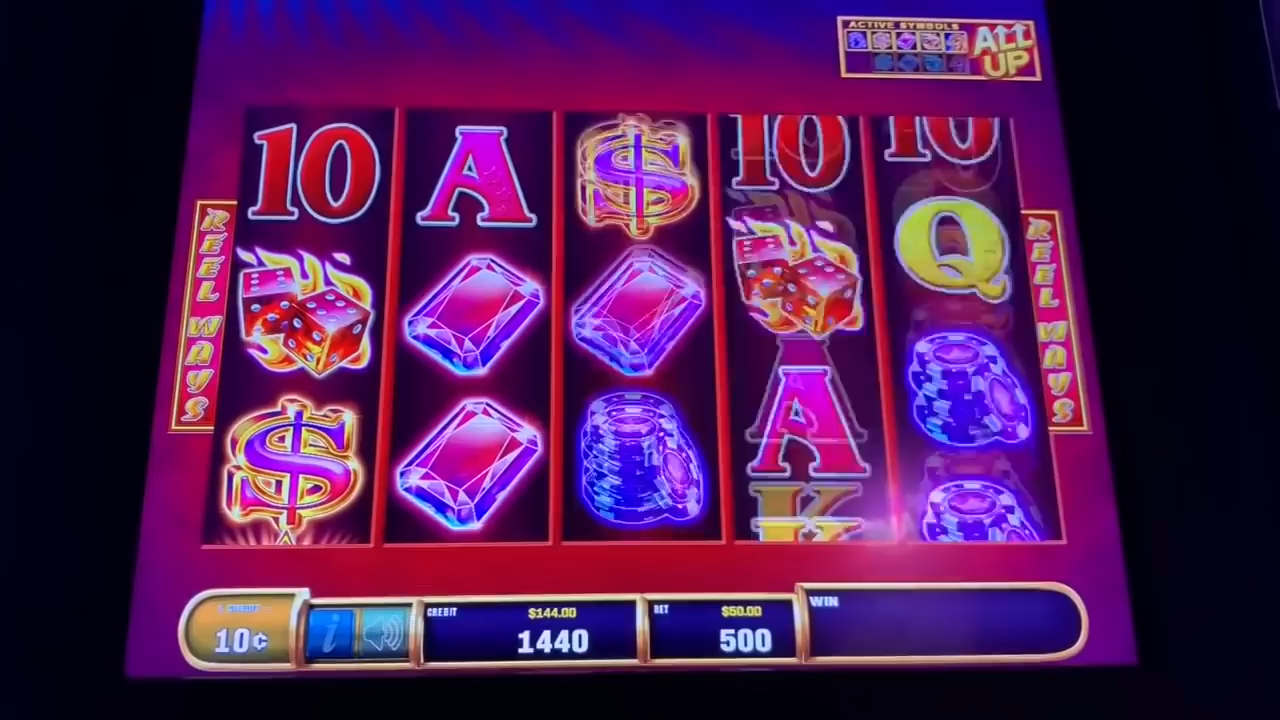 ACTIVE SYMBOLS
ALL
UP
10 A $ 10 10
Q
REEL WAYS
REEL WAYS
$
A
K
10¢
i
CREDIT $144.00
1440
BET $50.00
500
WIN